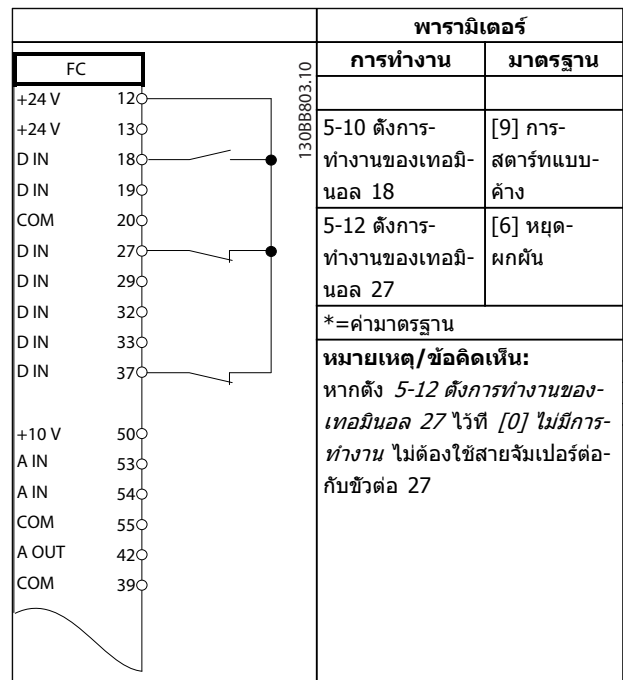 FC
+24 V 12
+24 V 13
D IN 18
D IN 19
COM 20
D IN 27
D IN 29
D IN 32
D IN 33
D IN 37
+10 V 50
A IN 53
A IN 54
COM 55
A OUT 42
COM 39
130BB803.10
พารามิเตอร์
การทำงาน มาตรฐาน
5-10 ตั้งการ- [9] การ-
ทำงานของเทอมิ- สตาร์ทแบบ-
นอล 18 ค้าง
5-12 ตั้งการ- [6] หยุด-
ทำงานของเทอมิ- ผกผัน
นอล 27
*=ค่ามาตรฐาน
หมายเหตุ/ข้อคิดเห็น:
หากตั้ง 5-12 ตั้งการทำงานของ-
เทอมินอล 27 ไว้ที่ [0] ไม่มีการ-
ทำงาน ไม่ต้องใช้สายจัมเปอร์ต่อ-
กับขั้วต่อ 27